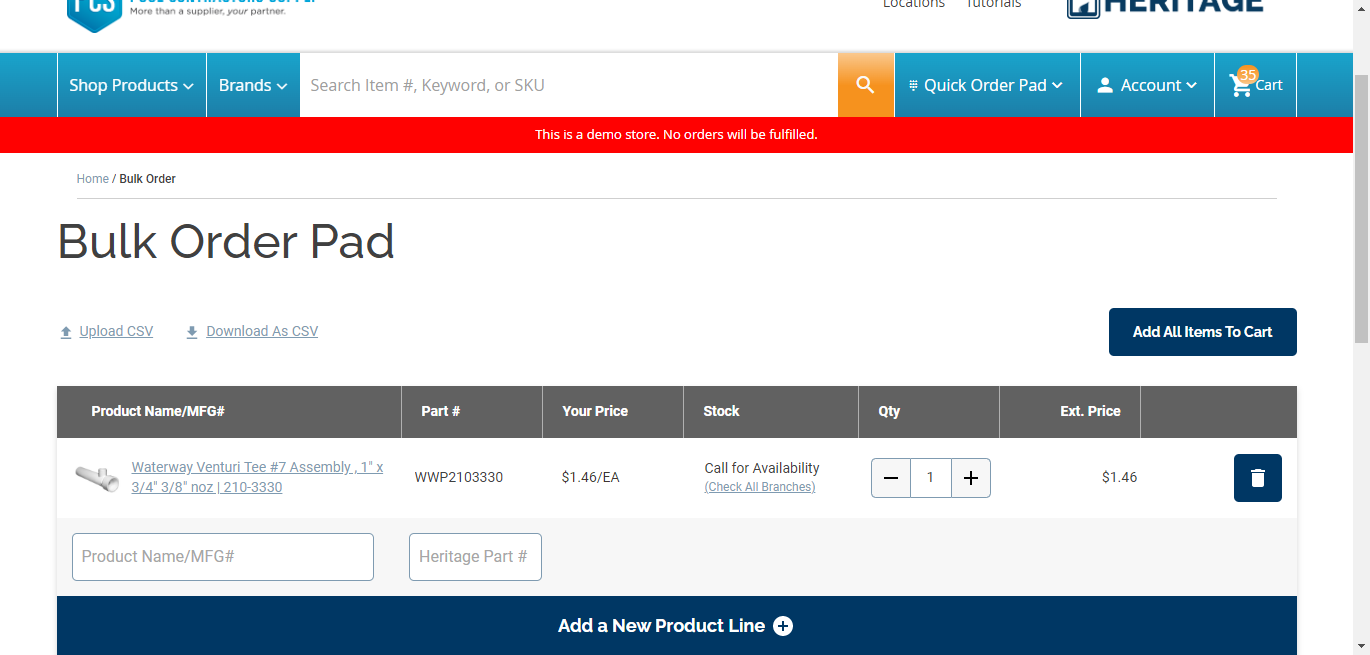 More than a supplier, your partner.
Locations Tutorials
HERITAGE
Shop Products Brands Search Item #, Keyword, or SKU Quick Order Pad Account 35 Cart
This is a demo store. No orders will be fulfilled.
Home / Bulk Order
Bulk Order Pad
Upload CSV Download As CSV Add All Items To Cart
Product Name/MFG# Part # Your Price Stock Qty Ext. Price
Waterway Venturi Tee #7 Assembly , 1" x
3/4" 3/8" noz | 210-3330
WWP2103330 $1.46/EA
Call for Availability
(Check All Branches)
1 $1.46
Product Name/MFG# Heritage Part #
Add a New Product Line